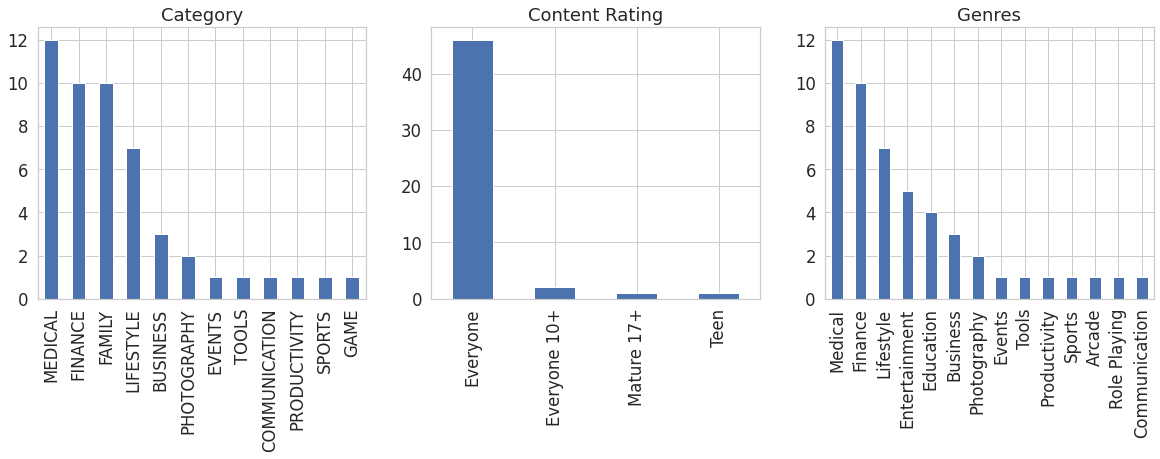 Category
12
10
8
6
4
2
0
MEDICAL
FINANCE
FAMILY
LIFESTYLE
BUSINESS
PHOTOGRAPHY
EVENTS
TOOLS
COMMUNICATION
PRODUCTIVITY
SPORTS
GAME
Content Rating
40
30
20
10
0
Everyone
Everyone 10+
Mature 17+
Teen
Genres
12
10
8
6
4
2
0
Medical
Finance
Lifestyle
Entertainment
Education
Business
Photography
Events
Tools
Productivity
Sports
Arcade
Role Playing
Communication